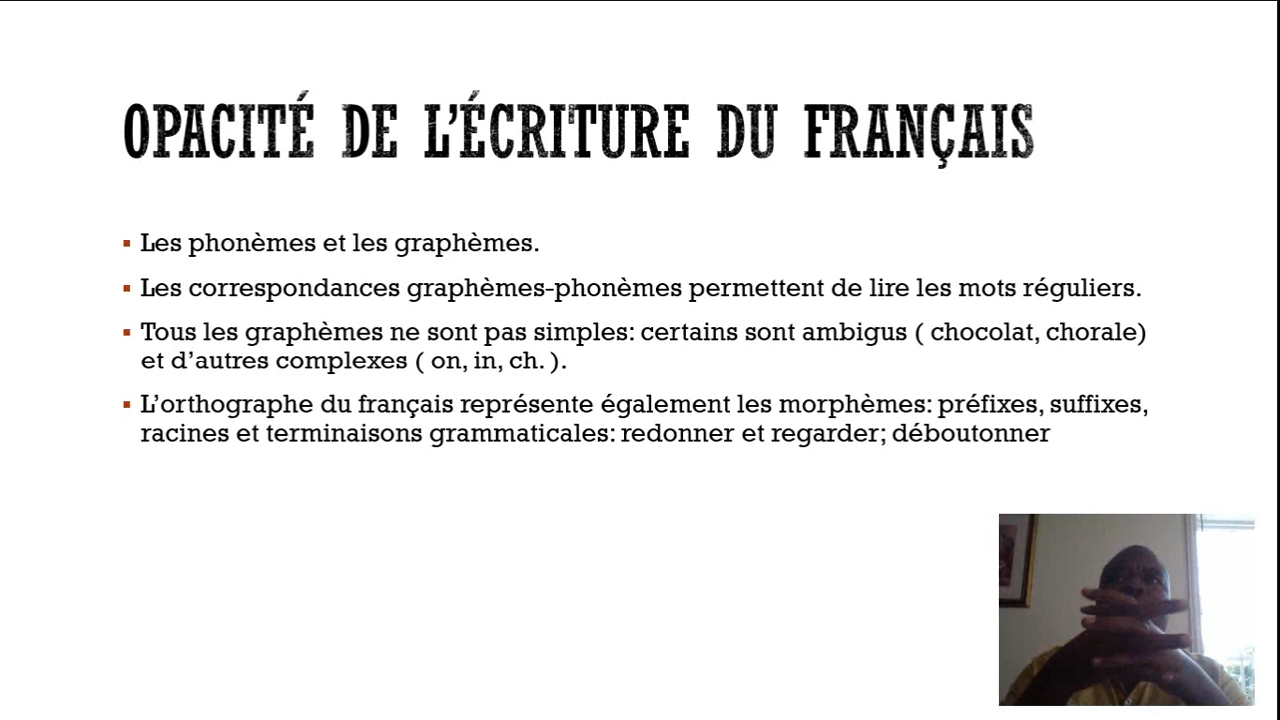 OPACITÉ DE L'ÉCRITURE DU FRANÇAIS
Les phonèmes et les graphèmes.
Les correspondances graphèmes-phonèmes permettent de lire les mots réguliers.
Tous les graphèmes ne sont pas simples: certains sont ambigus ( chocolat, chorale)
et d'autres complexes ( on, in, ch. ).
L'orthographe du français représente également les morphèmes: préfixes, suffixes,
racines et terminaisons grammaticales: redonner et regarder; déboutonner